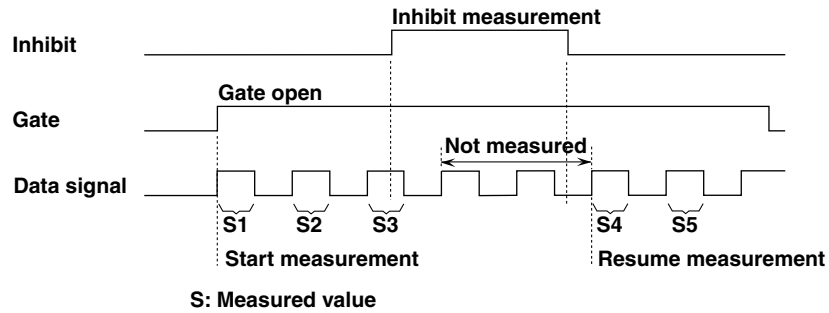 Inhibit measurement
Inhibit
Gate open
Gate
Not measured
Data signal
S1 S2 S3 S4 S5
Start measurement Resume measurement
S: Measured value